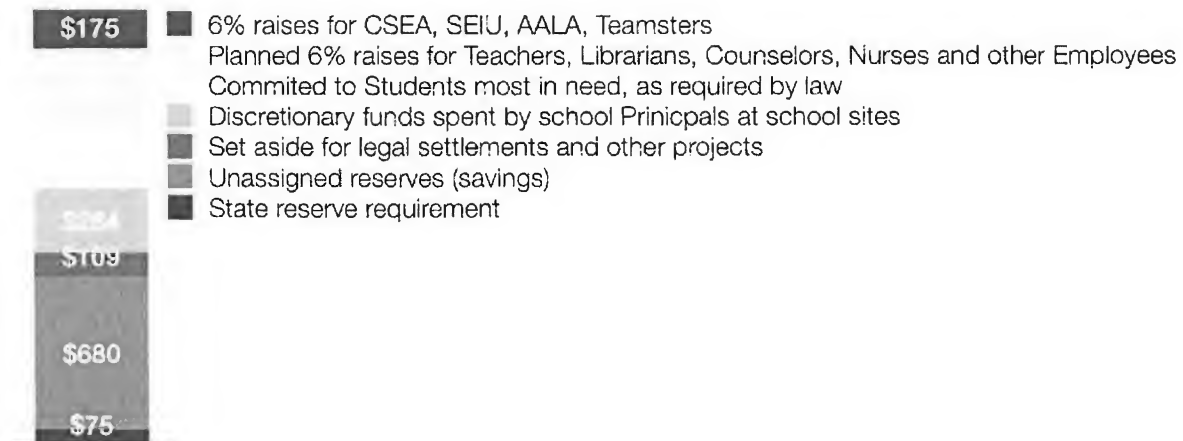 $175
6% raises for CSEA, SEIU, AALA, Teamsters
Planned 6% raises for Teachers, Librarians, Counselors, Nurses and other Employees
Commited to Students most in need, as required by law
Discretionary funds spent by school Prinicpals at school sites
Set aside for legal settlements and other projects
Unassigned reserves (savings)
State reserve requirement
$109
$680
$75